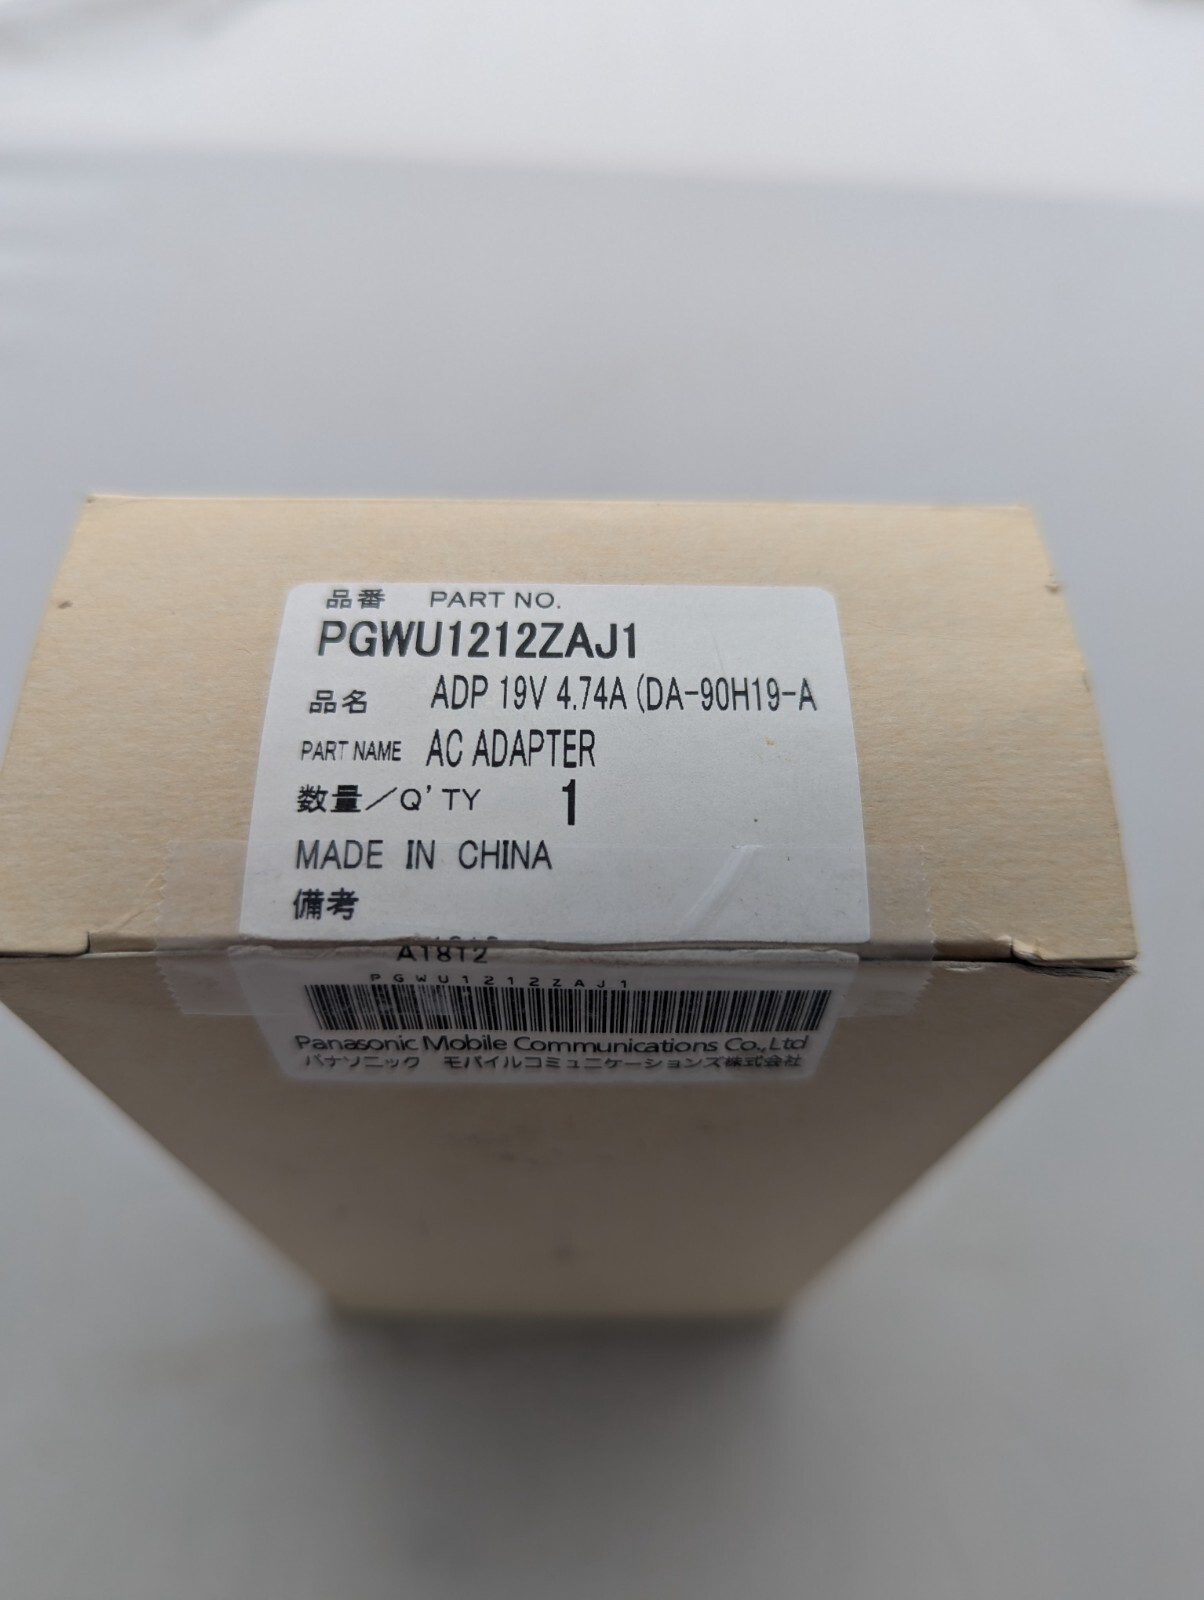 品番 PART NO.
PGWU1212ZAJ1
品名 ADP 19V 4.74A (DA-90H19-A
PART NAME AC ADAPTER
数量／Q'TY 1
MADE IN CHINA
備考
A1812
PGWU1212ZAJ1
Panasonic Mobile Communications Co.,Ltd
パナソニック モバイルコミュニケーションズ株式会社